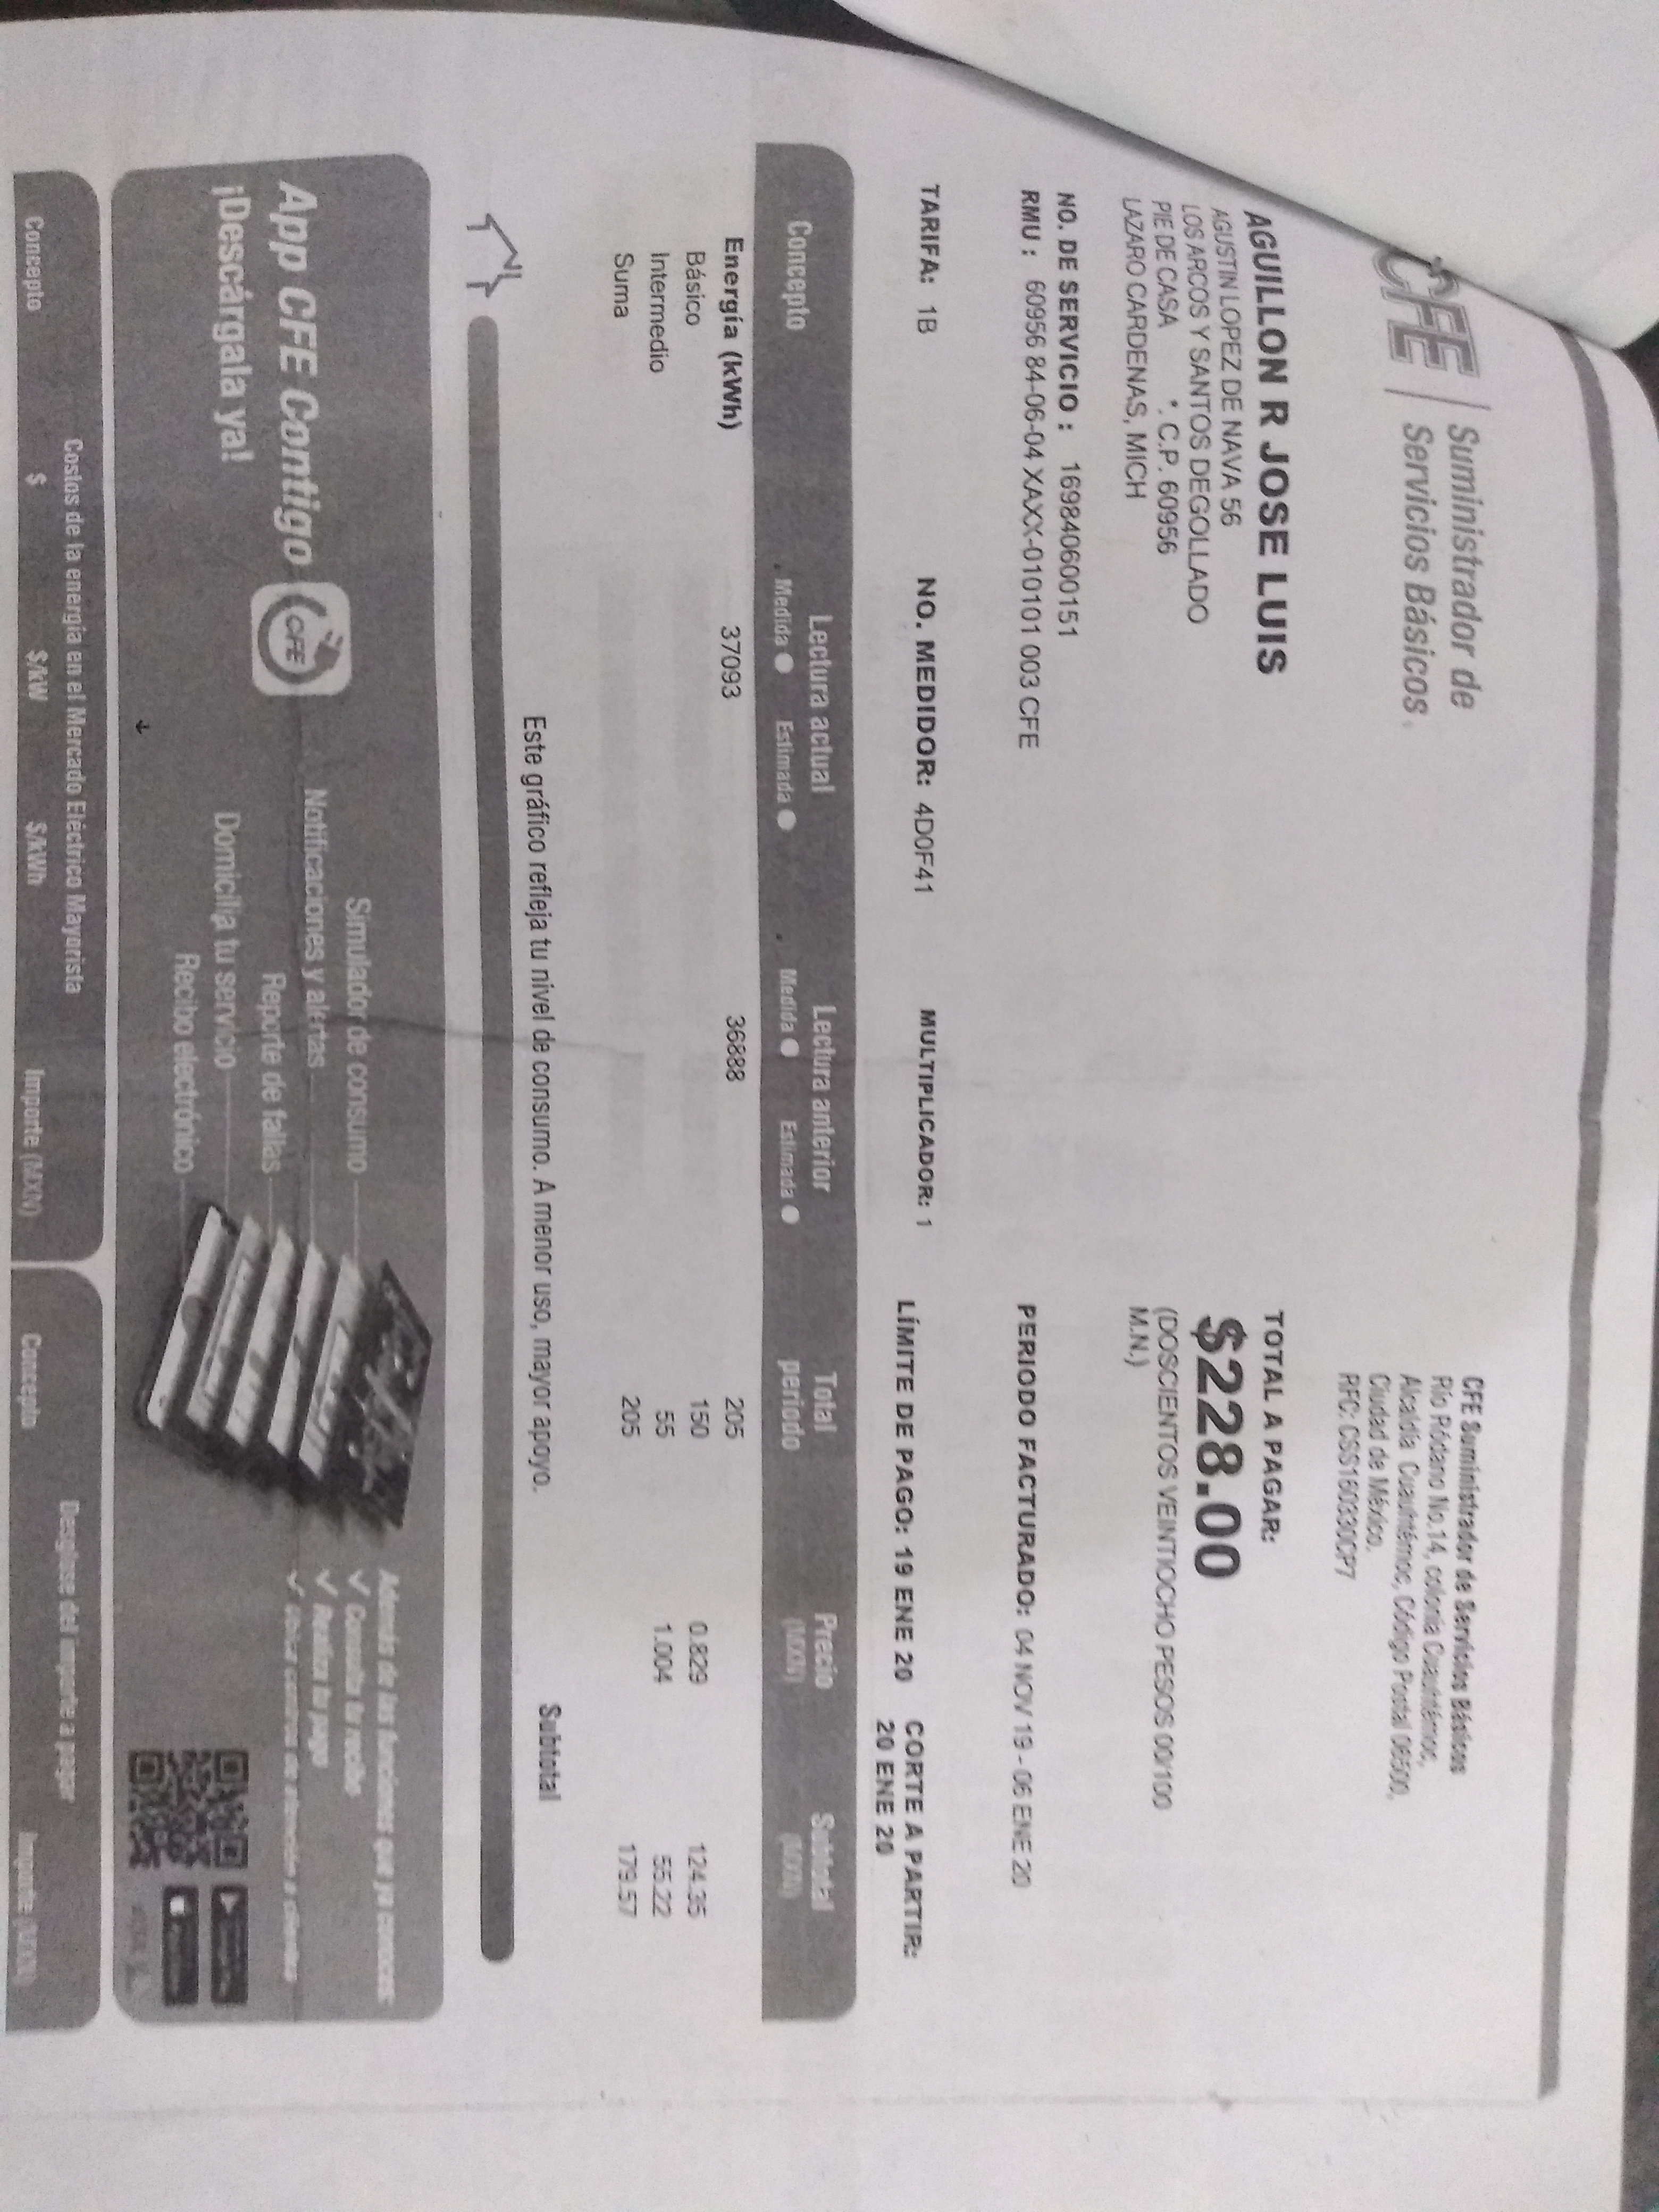 CFE
Suministrador de
Servicios Básicos
CFE Suministrador de Servicios Básicos
Río Ródano No.14, colonia Cuauhtémoc,
Alcaldía Cuauhtémoc, Código Postal 06500,
Ciudad de México.
RFC: CSS160330CP7
AGUILLON R JOSE LUIS
AGUSTIN LOPEZ DE NAVA 56
LOS ARCOS Y SANTOS DEGOLLADO
PIE DE CASA *. C.P. 60956
LAZARO CARDENAS, MICH
TOTAL A PAGAR:
$228.00
(DOSCIENTOS VEINTIOCHO PESOS 00/100
M.N.)
NO. DE SERVICIO : 169840600151
RMU : 60956 84-06-04 XAXX-010101 003 CFE
PERIODO FACTURADO: 04 NOV 19 - 06 ENE 20
TARIFA: 1B NO. MEDIDOR: 4D0F41 MULTIPLICADOR: 1
LÍMITE DE PAGO: 19 ENE 20
CORTE A PARTIR:
20 ENE 20
Concepto
Lectura actual
Medida Estimada
Lectura anterior
Medida Estimada
Total
periodo
Precio
(MXN)
Subtotal
(MXN)
Energía (kWh) 37093 36888 205
Básico 150 0.829 124.35
Intermedio 55 1.004 55.22
Suma 205 179.57
Este gráfico refleja tu nivel de consumo. A menor uso, mayor apoyo.
Subtotal
App CFE Contigo
CFE
¡Descárgala ya!
Simulador de consumo
Notificaciones y alertas
Reporte de fallas
Domicilia tu servicio
Recibo electrónico
Además de las funciones que ya conoces:
Consulta tu recibo
Realiza tu pago
Ubica centros de atención a clientes
Costos de la energía en el Mercado Eléctrico Mayorista
Concepto $ $/kW $/kWh Importe (MXN)
Desglose del importe a pagar
Concepto Importe (MXN)